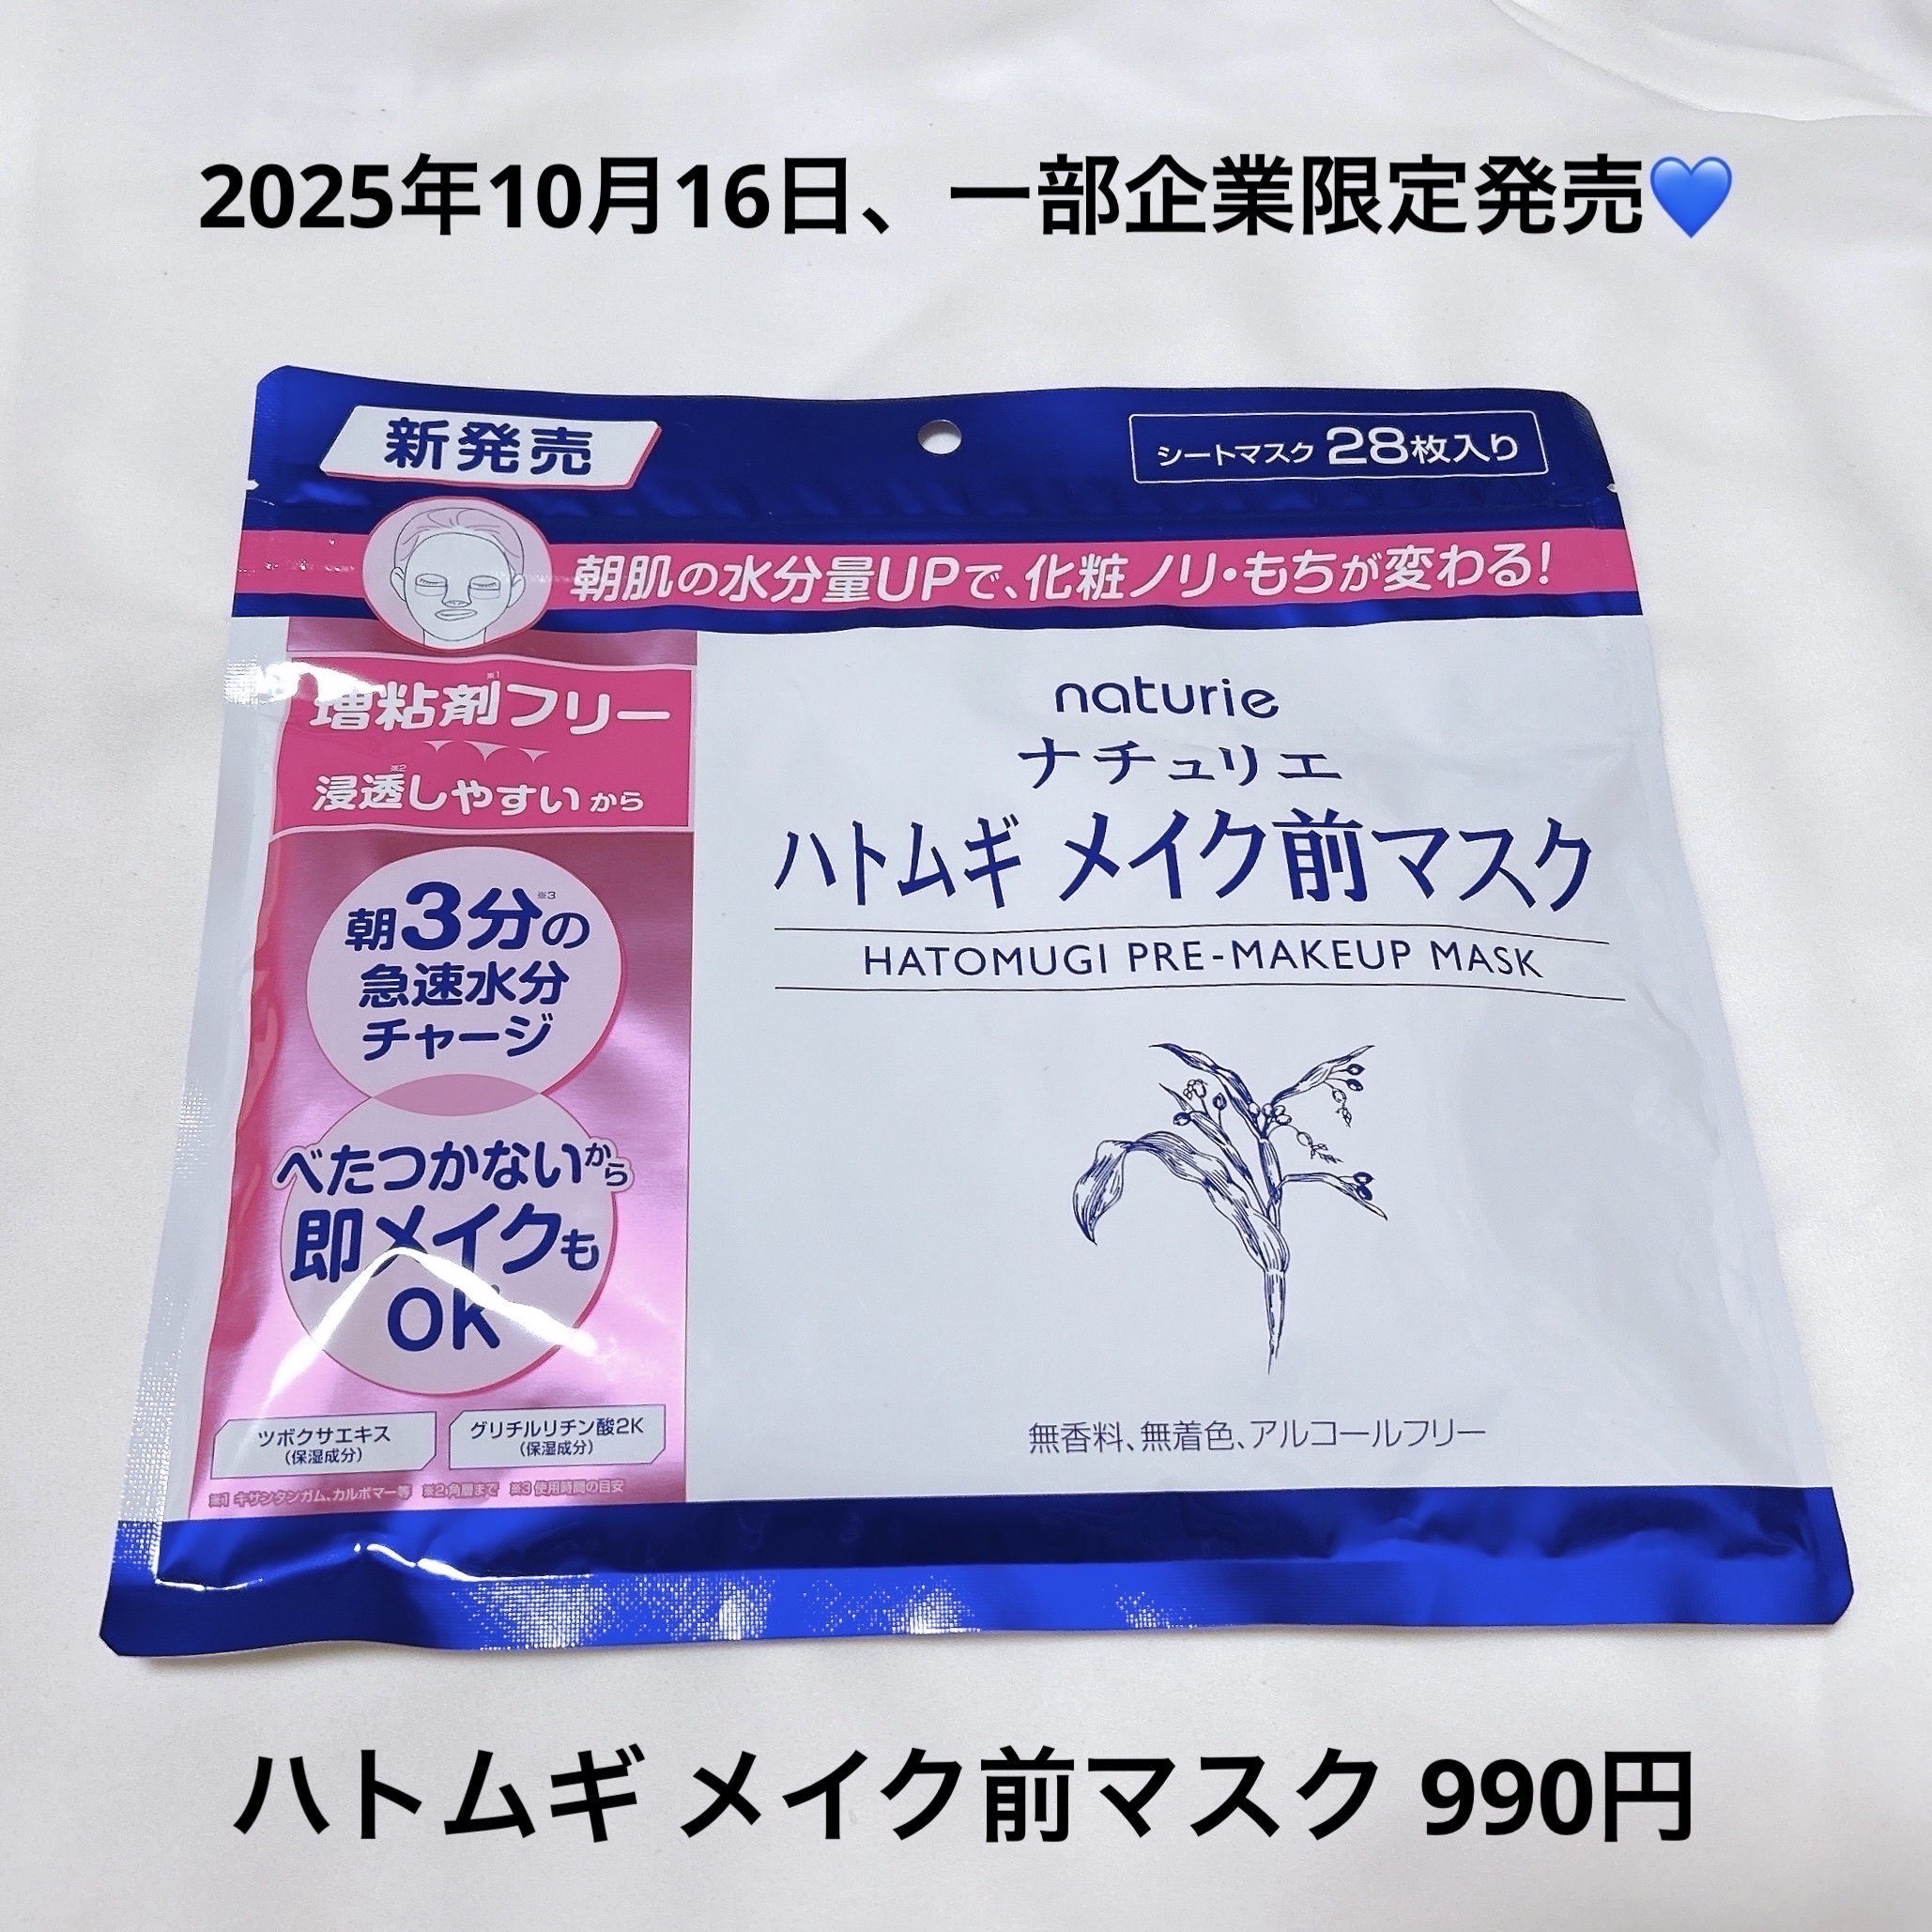 2025年10月16日、一部企業限定発売💙
新発売
シートマスク 28枚入り
朝肌の水分量UPで、化粧ノリ・もちが変わる!
増粘剤※1フリー
浸透※2しやすいから
朝3分※3の
急速水分
チャージ
べたつかないから
即メイクも
OK
ツボクサエキス
(保湿成分)
グリチルリチン酸2K
(保湿成分)
※1 キサンタンガム、カルボマー等 ※2 角層まで ※3 使用時間の目安
naturie
ナチュリエ
ハトムギ メイク前マスク
HATOMUGI PRE-MAKEUP MASK
無香料、無着色、アルコールフリー
ハトムギ メイク前マスク 990円